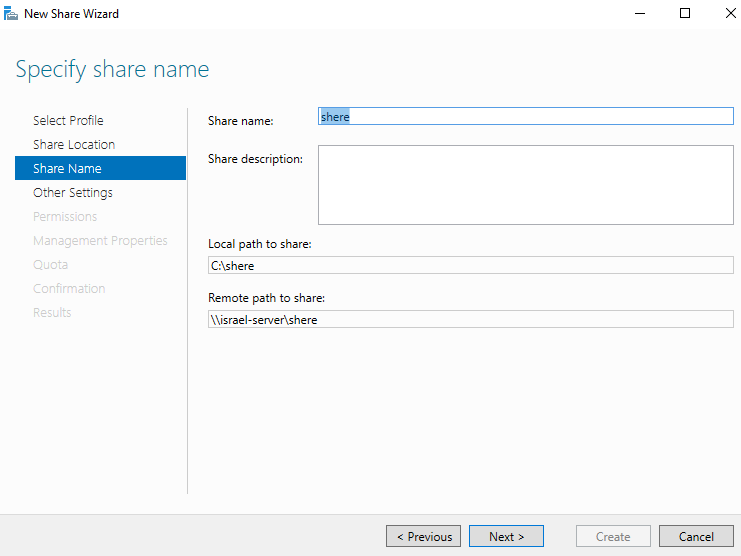 New Share Wizard
Specify share name
Select Profile
Share Location
Share Name
Other Settings
Permissions
Management Properties
Quota
Confirmation
Results
Share name:
shere
Share description:
Local path to share:
C:\shere
Remote path to share:
\\israel-server\shere
< Previous
Next >
Create
Cancel